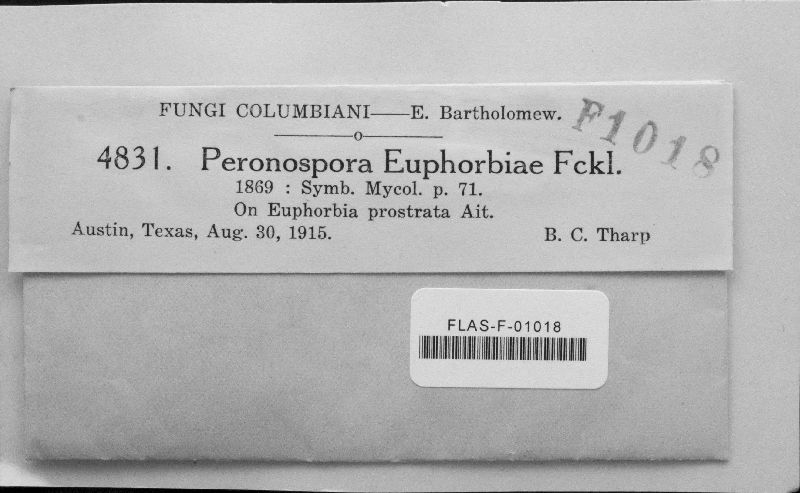 FUNGI COLUMBIANI—E. Bartholomew.
F1018
4831. Peronospora Euphorbiae Fckl.
1869 : Symb. Mycol. p. 71.
On Euphorbia prostrata Ait.
Austin, Texas, Aug. 30, 1915. B. C. Tharp
FLAS-F-01018